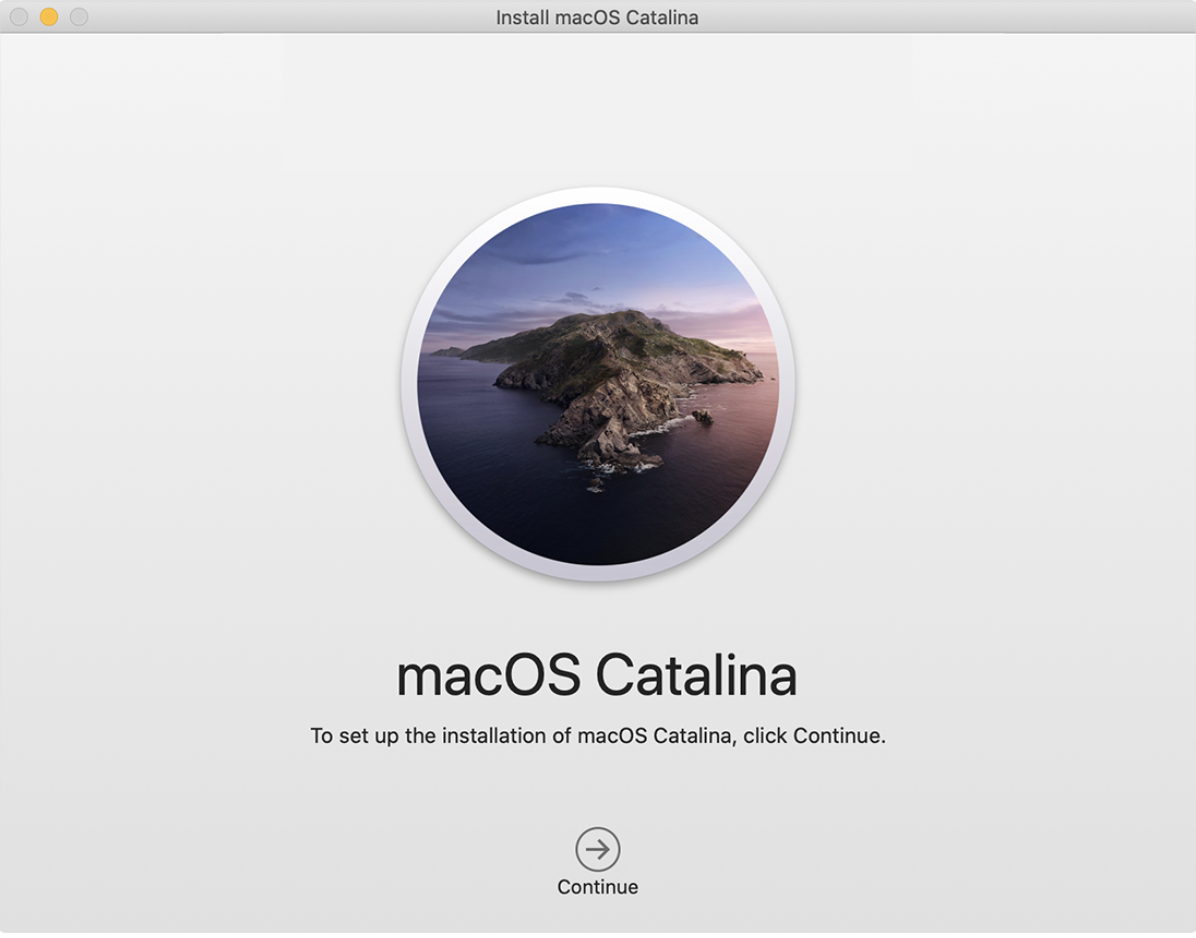 Install macOS Catalina
macOS Catalina
To set up the installation of macOS Catalina, click Continue.
Continue